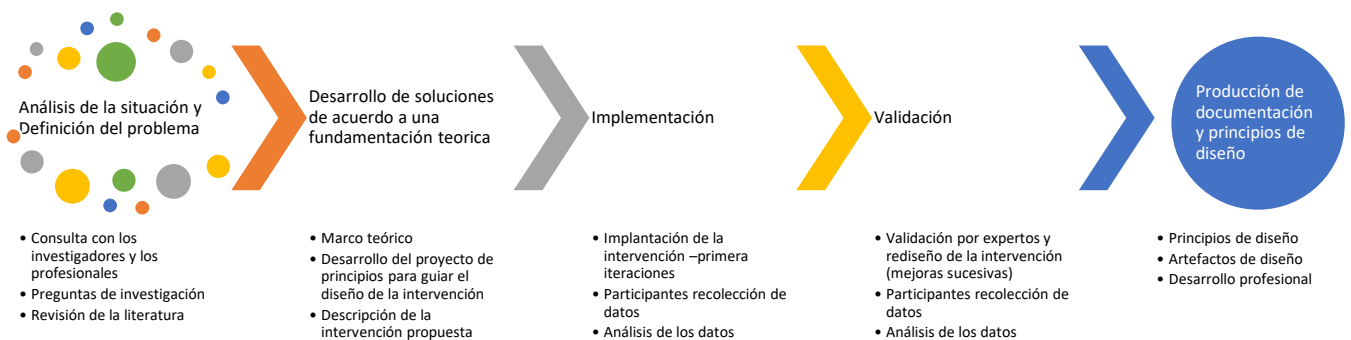 Análisis de la situación y
Definición del problema
Desarrollo de soluciones
de acuerdo a una
fundamentación teorica
Implementación
Validación
Producción de
documentación
y principios de
diseño
• Consulta con los
investigadores y los
profesionales
• Preguntas de investigación
• Revisión de la literatura
• Marco teórico
• Desarrollo del proyecto de
principios para guiar el
diseño de la intervención
• Descripción de la
intervención propuesta
• Implantación de la
intervención –primera
iteraciones
• Participantes recolección de
datos
• Análisis de los datos
• Validación por expertos y
rediseño de la intervención
(mejoras sucesivas)
• Participantes recolección de
datos
• Análisis de los datos
• Principios de diseño
• Artefactos de diseño
• Desarrollo profesional